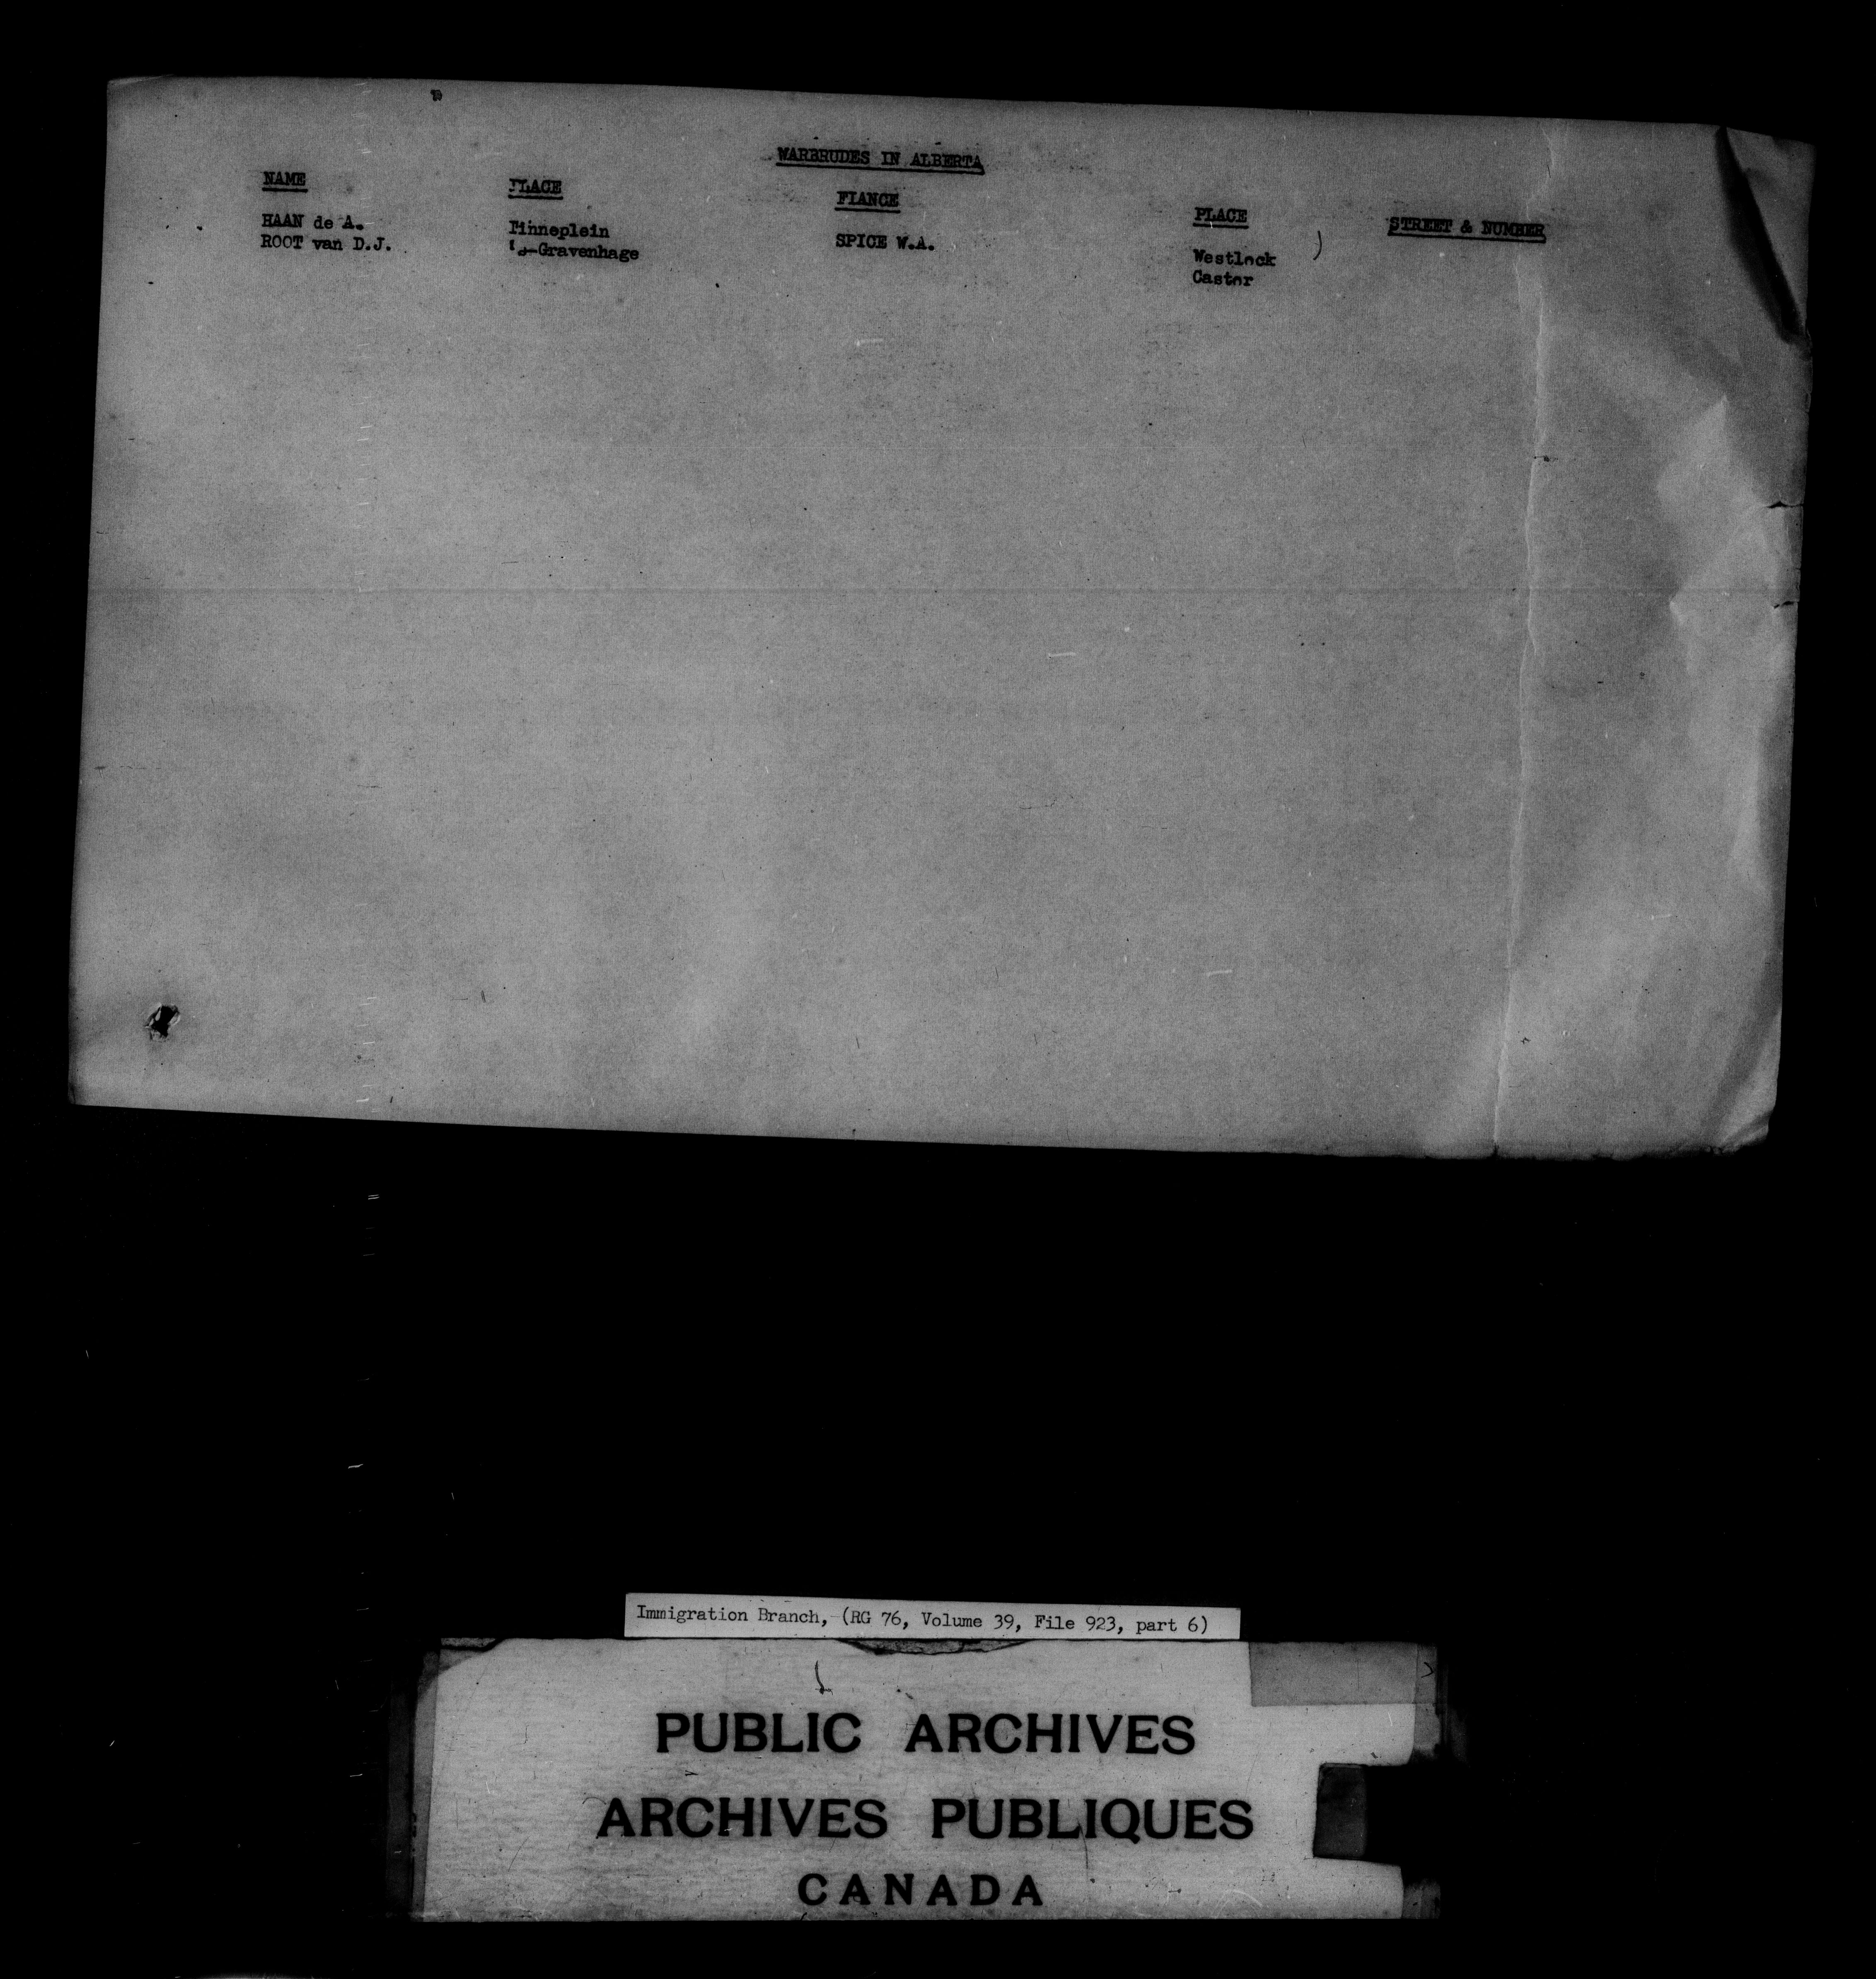 WARBRUDES IN ALBERTA
NAME PLACE FIANCE PLACE STREET & NUMBER
HAAN de A. SPICE W.A. Westlock
ROOT van D.J. 's-Gravenhage Castor
Immigration Branch, (RG 76, Volume 39, File 923, part 6)
PUBLIC ARCHIVES
ARCHIVES PUBLIQUES
CANADA